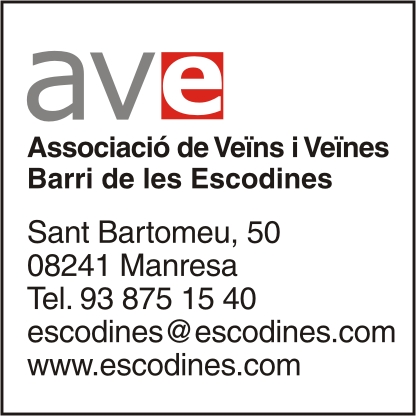 ave
Associació de Veïns i Veïnes
Barri de les Escodines
Sant Bartomeu, 50
08241 Manresa
Tel. 93 875 15 40
escodines@escodines.com
www.escodines.com